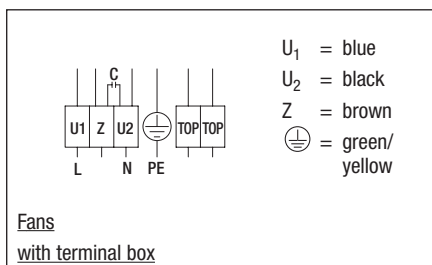 C
U1 Z U2 TOP TOP
L N PE
U1 = blue
U2 = black
Z = brown
⏚ = green/
yellow
Fans
with terminal box